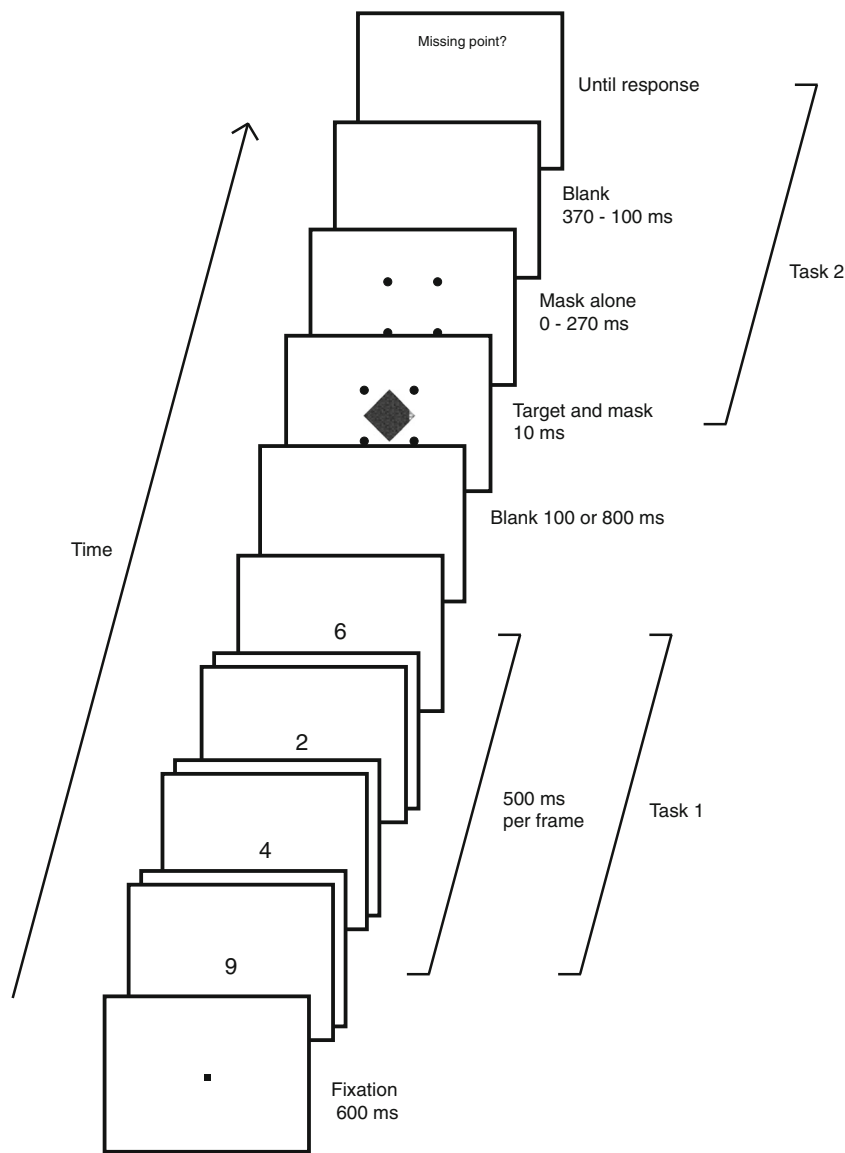 Missing point?
Until response
Blank
370 - 100 ms
Task 2
Mask alone
0 - 270 ms
Target and mask
10 ms
Blank 100 or 800 ms
Time
6
2
500 ms
per frame
Task 1
4
9
Fixation
600 ms